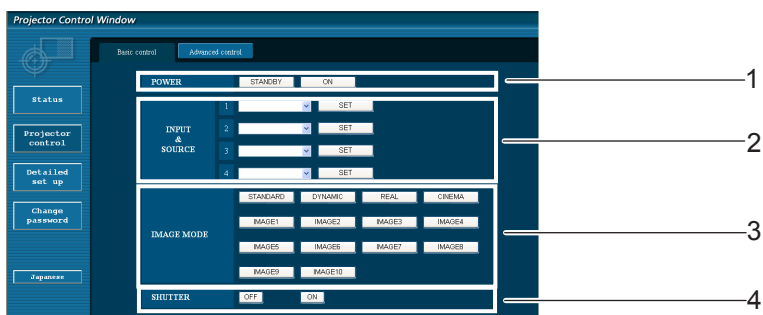 Projector Control Window
Basic control
Advanced control
POWER
STANDBY
ON
1
Status
1
SET
INPUT
&
SOURCE
2
SET
3
SET
4
SET
2
Projector
control
Detailed
set up
Change
password
Japanese
IMAGE MODE
STANDARD
DYNAMIC
REAL
CINEMA
IMAGE1
IMAGE2
IMAGE3
IMAGE4
IMAGE5
IMAGE6
IMAGE7
IMAGE8
IMAGE9
IMAGE10
3
SHUTTER
OFF
ON
4